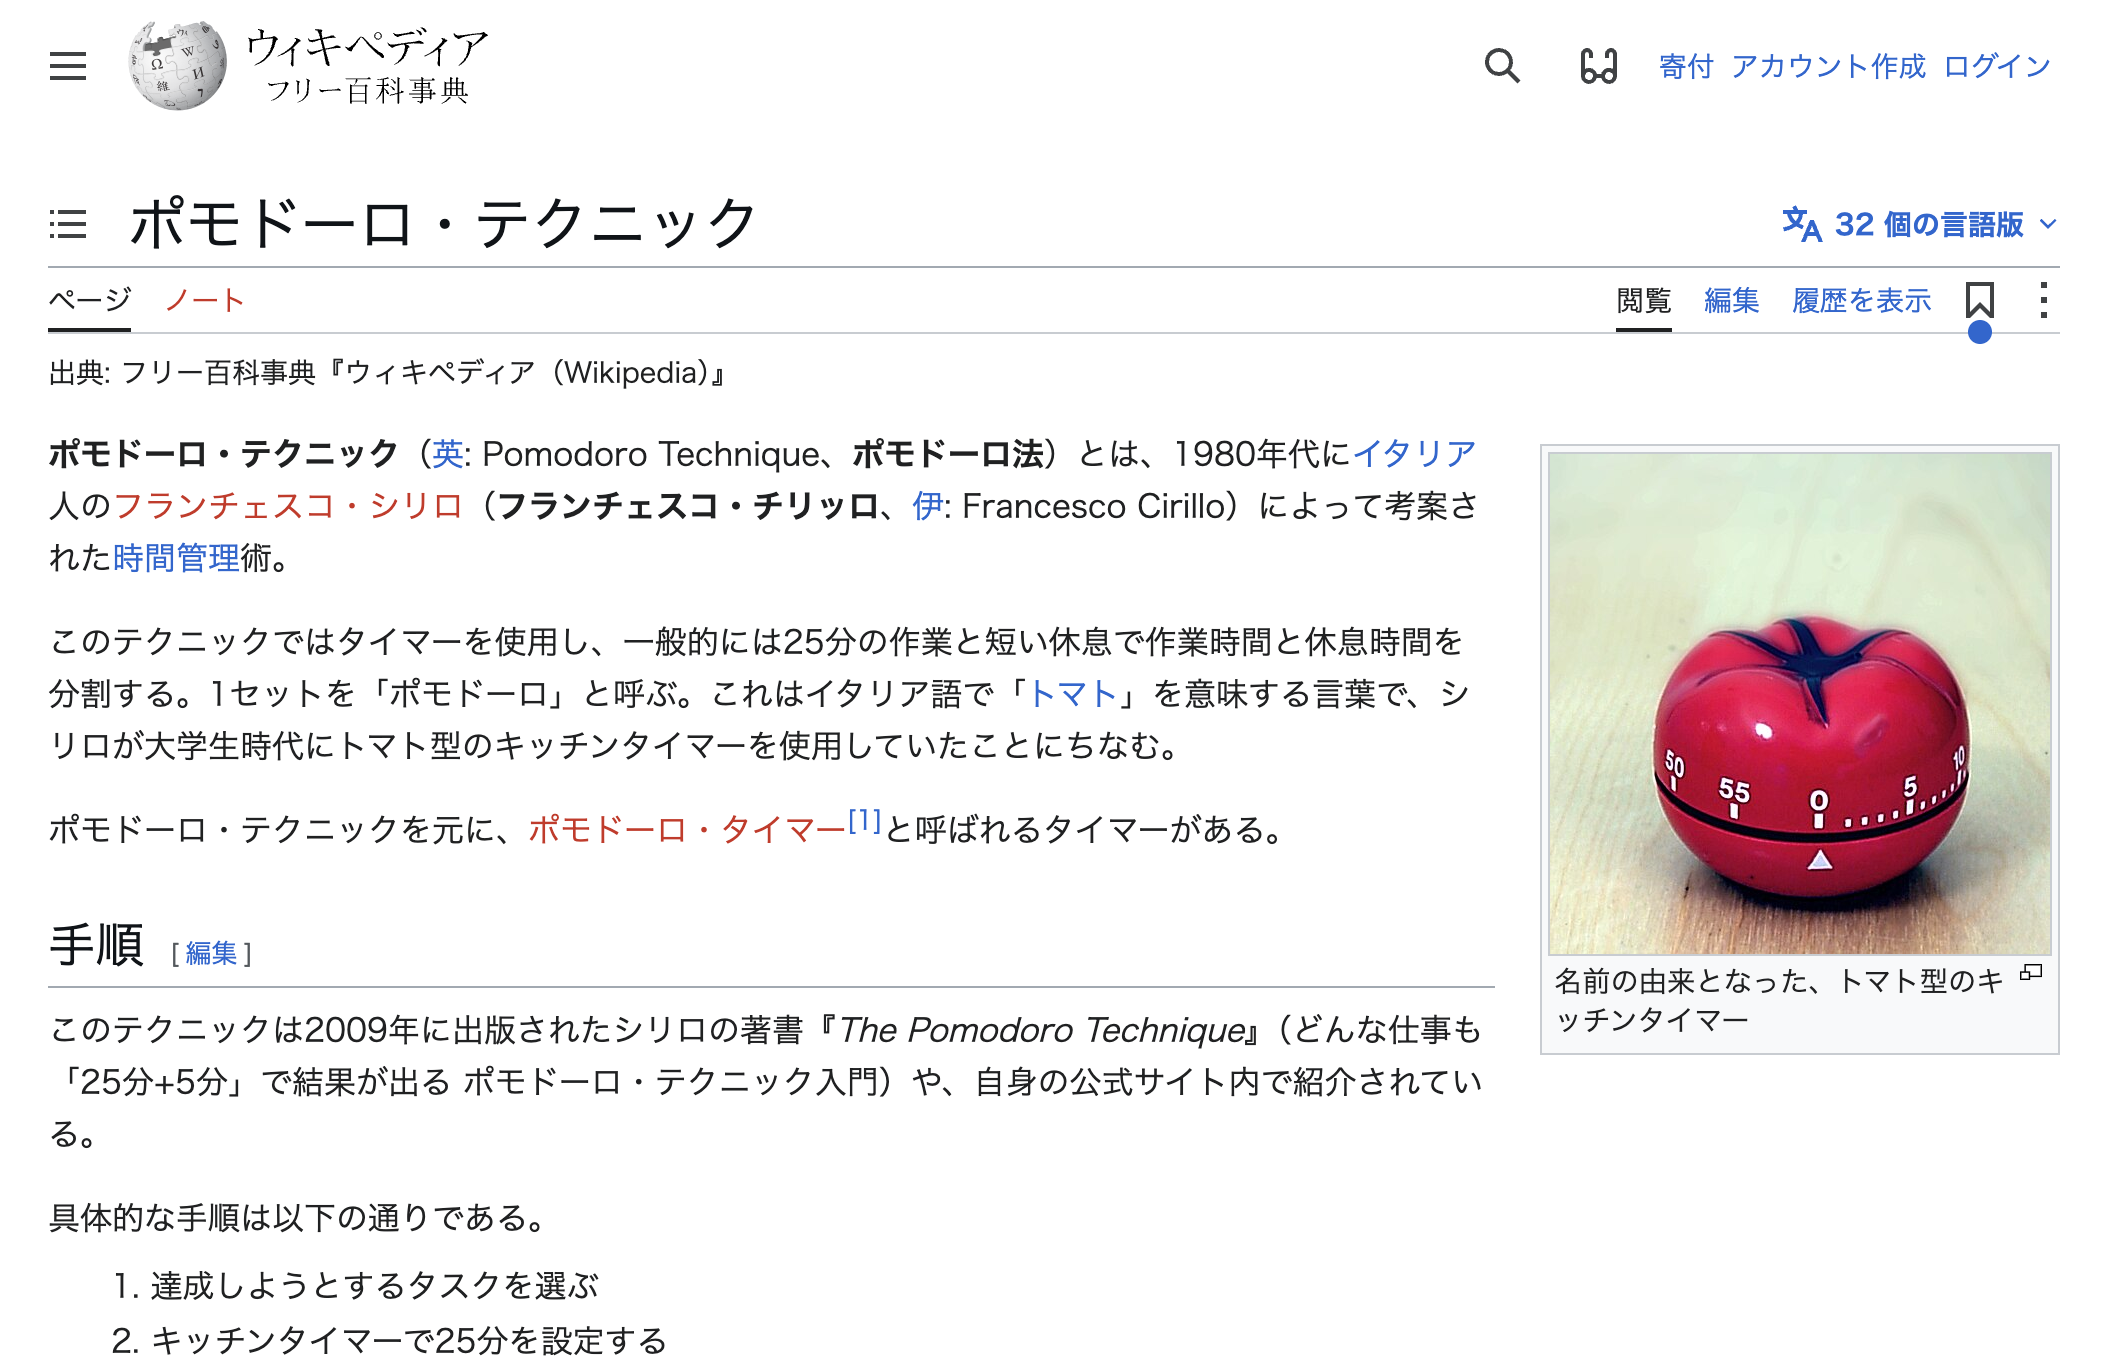 ウィキペディア
フリー百科事典
寄付 アカウント作成 ログイン
ポモドーロ・テクニック
32 個の言語版
ページ ノート
閲覧 編集 履歴を表示
出典: フリー百科事典『ウィキペディア（Wikipedia）』
ポモドーロ・テクニック（英: Pomodoro Technique、ポモドーロ法）とは、1980年代にイタリア
人のフランチェスコ・シリロ（フランチェスコ・チリッロ、伊: Francesco Cirillo）によって考案さ
れた時間管理術。
このテクニックではタイマーを使用し、一般的には25分の作業と短い休息で作業時間と休息時間を
分割する。1セットを「ポモドーロ」と呼ぶ。これはイタリア語で「トマト」を意味する言葉で、シ
リロが大学生時代にトマト型のキッチンタイマーを使用していたことにちなむ。
ポモドーロ・テクニックを元に、ポモドーロ・タイマー[1]と呼ばれるタイマーがある。
50 55 0 5 10
名前の由来となった、トマト型のキ
ッチンタイマー
手順 [編集]
このテクニックは2009年に出版されたシリロの著書『The Pomodoro Technique』（どんな仕事も
「25分+5分」で結果が出る ポモドーロ・テクニック入門）や、自身の公式サイト内で紹介されてい
る。
具体的な手順は以下の通りである。
1. 達成しようとするタスクを選ぶ
2. キッチンタイマーで25分を設定する